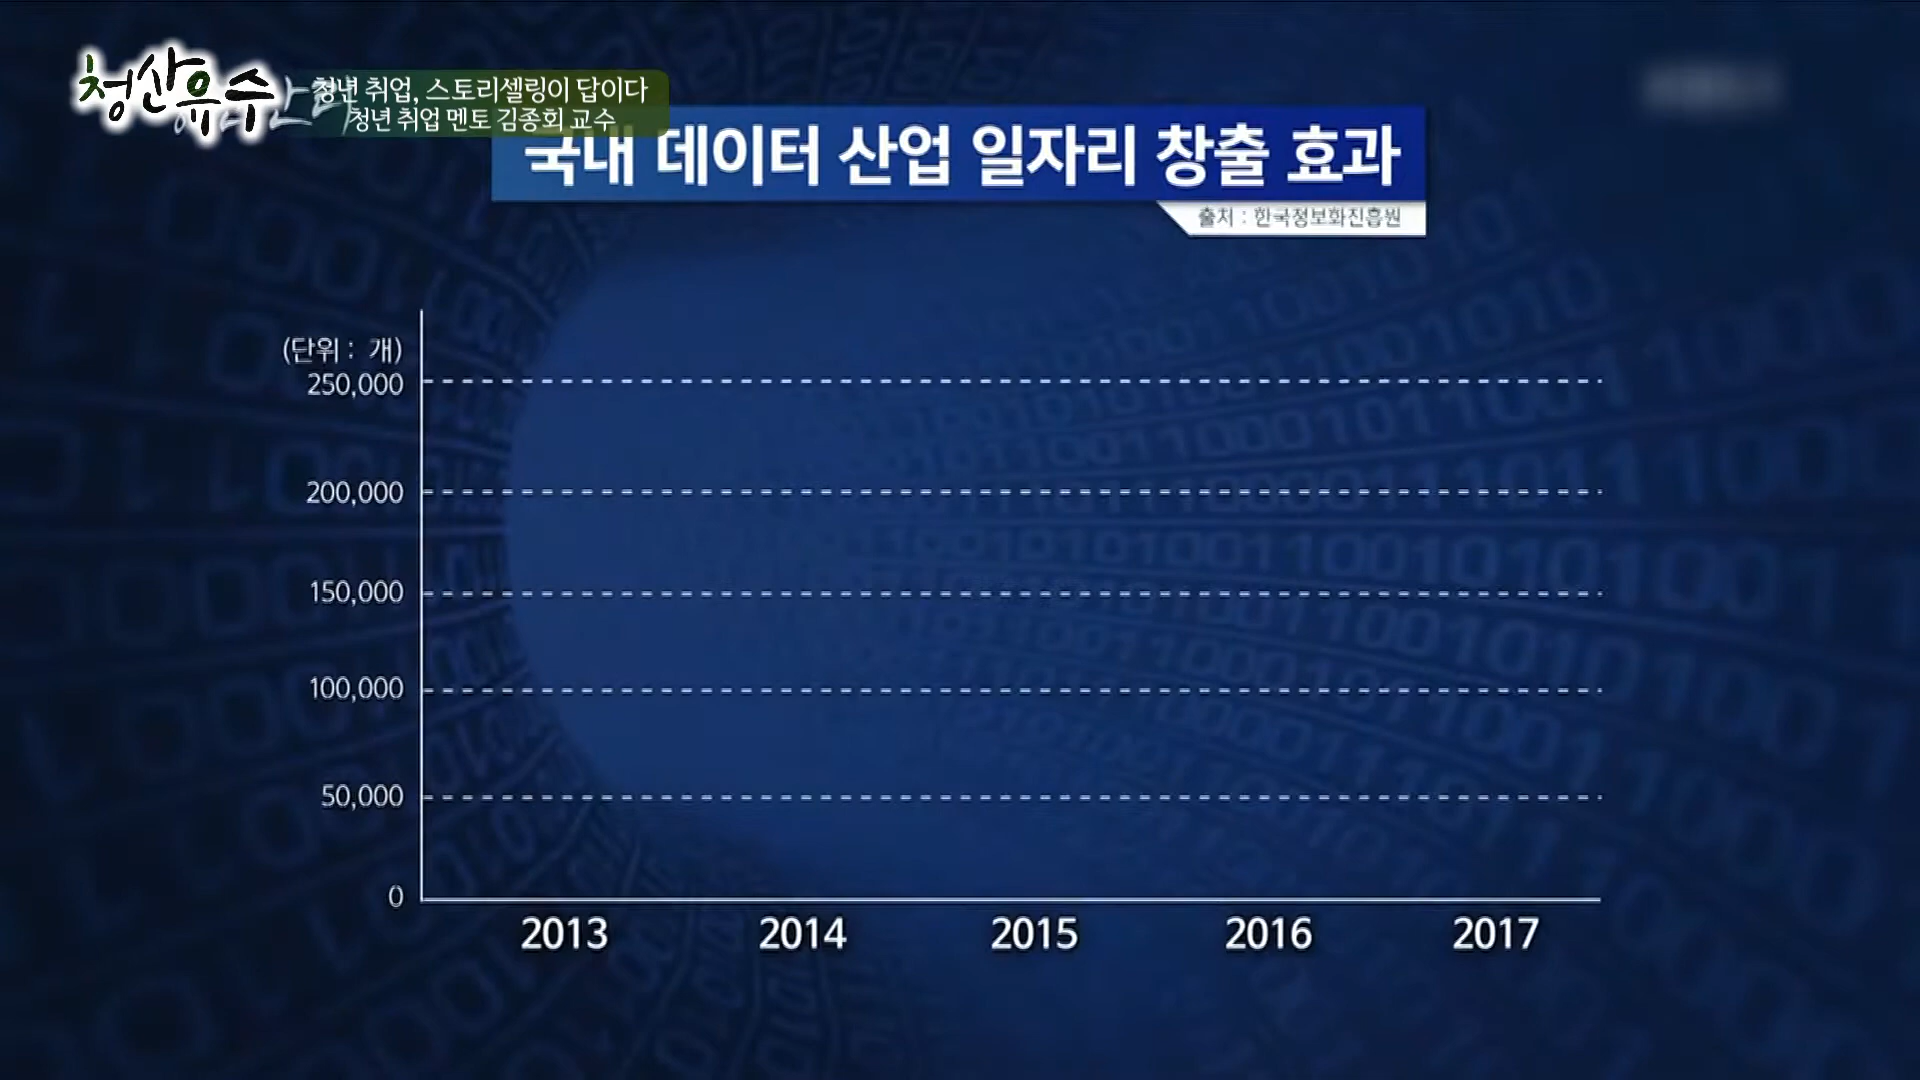 청산유수
청년 취업, 스토리셀링이 답이다
청년 취업 멘토 김종회 교수
국내 데이터 산업 일자리 창출 효과
출처 : 한국정보화진흥원
(단위 : 개)
250,000
200,000
150,000
100,000
50,000
0
2013 2014 2015 2016 2017